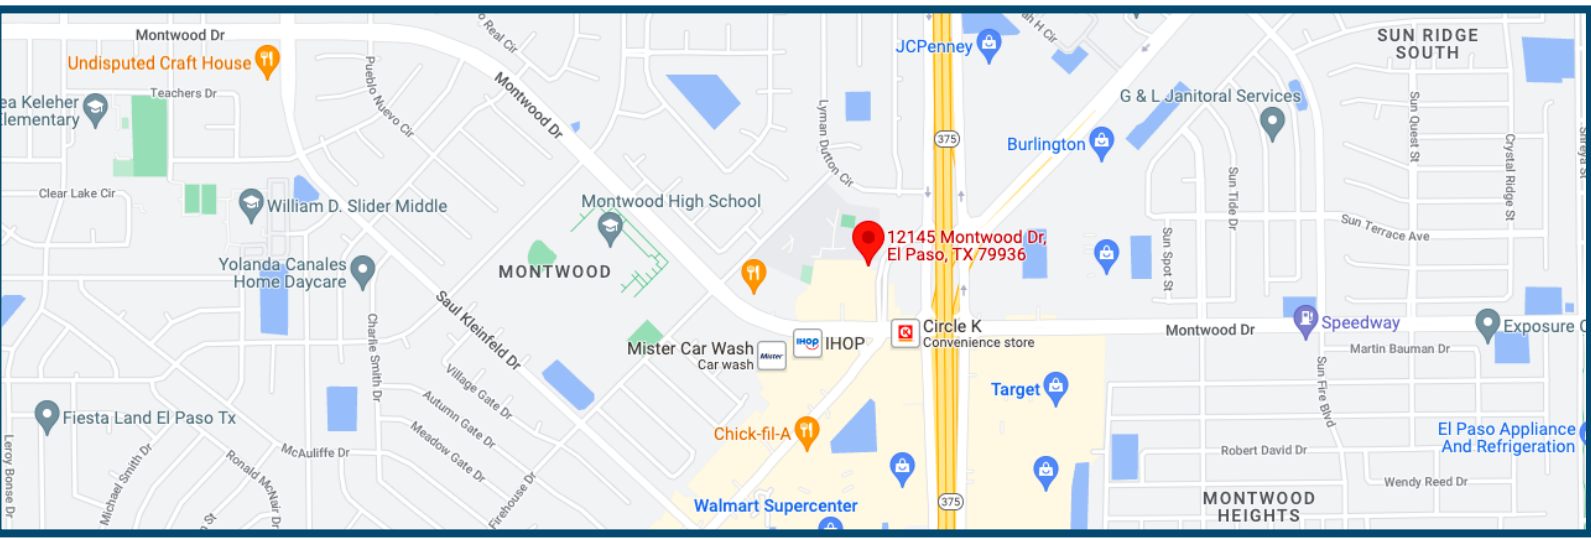 Montwood Dr
Undisputed Craft House
Teachers Dr
ea Keleher
Elementary
Pueblo Nuevo Cir
o Real Cir
Montwood Dr
Clear Lake Cir
William D. Slider Middle
Yolanda Canales
Home Daycare
MONTWOOD
Montwood High School
Saul Kleinfeld Dr
Charlie Smith Dr
Village Gate Dr
Autumn Gate Dr
Meadow Gate Dr
Firehouse Dr
Fiesta Land El Paso Tx
Leroy Bonse Dr
Michael Smith Dr
McAuliffe Dr
Ronald McNair Dr
St
JCPenney
ah H Cir
Lyman Dutton Cir
375
Burlington
G & L Janitoral Services
SUN RIDGE
SOUTH
Sun Quest St
Crystal Ridge St
Sun Tide Dr
Sun Terrace Ave
Sun Spot St
12145 Montwood Dr,
El Paso, TX 79936
Circle K
Convenience store
IHOP
IHOP
Mister Car Wash
Car wash
Mister
Montwood Dr
Speedway
Exposure C
Martin Bauman Dr
Sun Fire Blvd
Target
Chick-fil-A
Walmart Supercenter
375
Robert David Dr
El Paso Appliance
And Refrigeration
Wendy Reed Dr
MONTWOOD
HEIGHTS